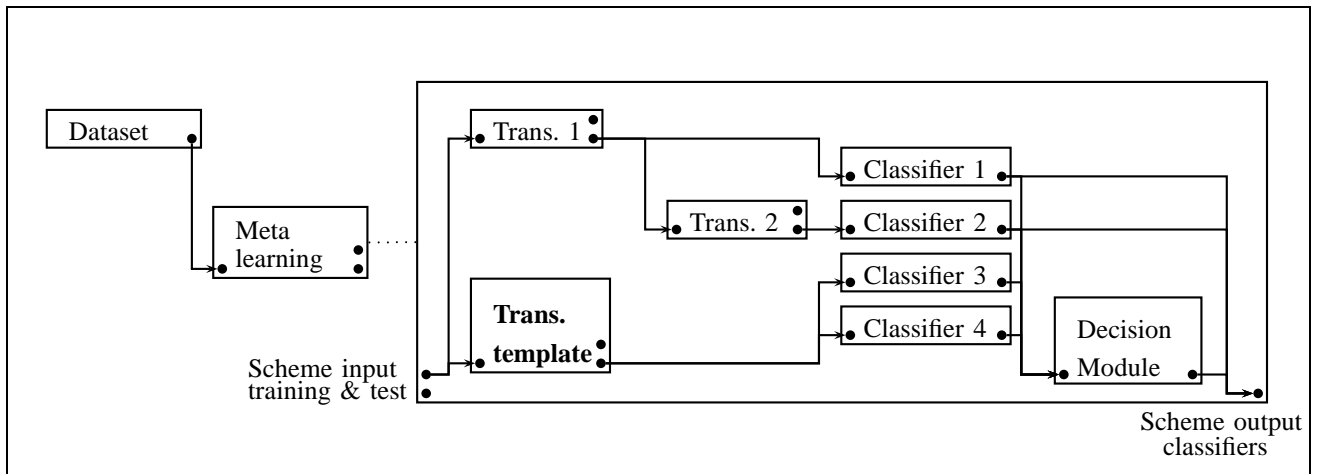 Dataset
Meta
learning
Scheme input
training & test
Trans. 1
Trans. 2
Trans.
template
Classifier 1
Classifier 2
Classifier 3
Classifier 4
Decision
Module
Scheme output
classifiers